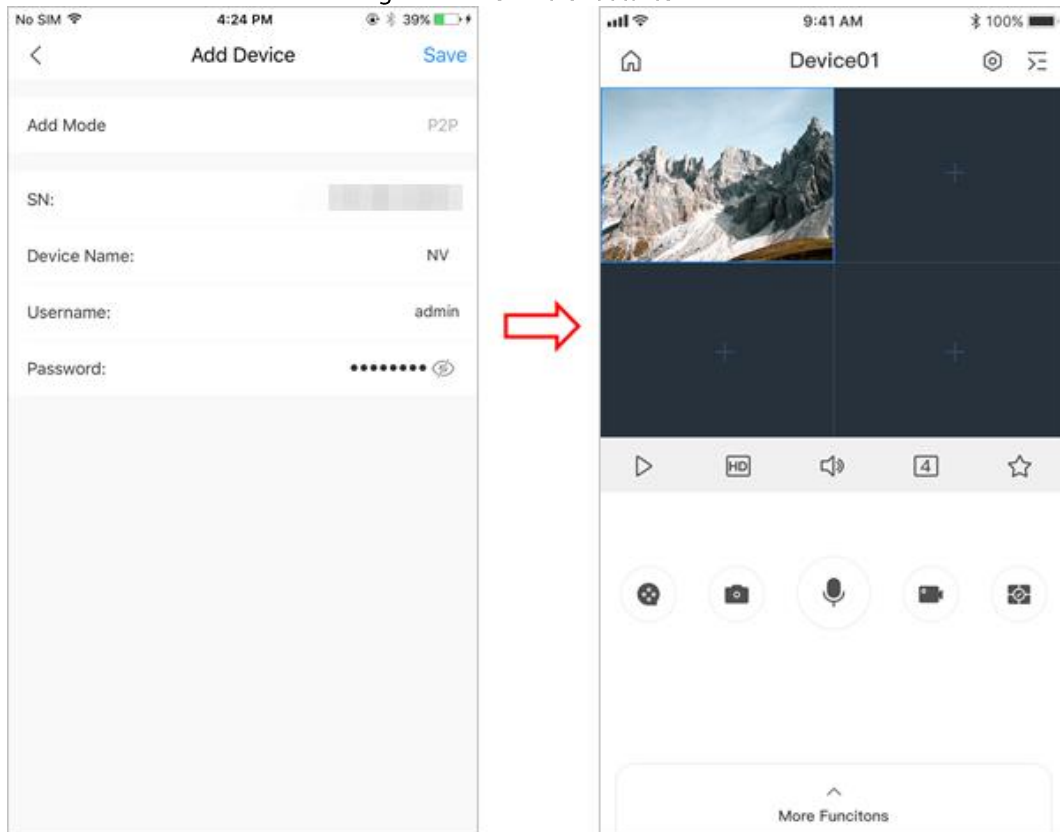 No SIM 4:24 PM 39%
Add Device Save
Add Mode P2P
SN:
Device Name: NV
Username: admin
Password: ••••••••
9:41 AM 100%
Device01
HD 4
More Funcitons